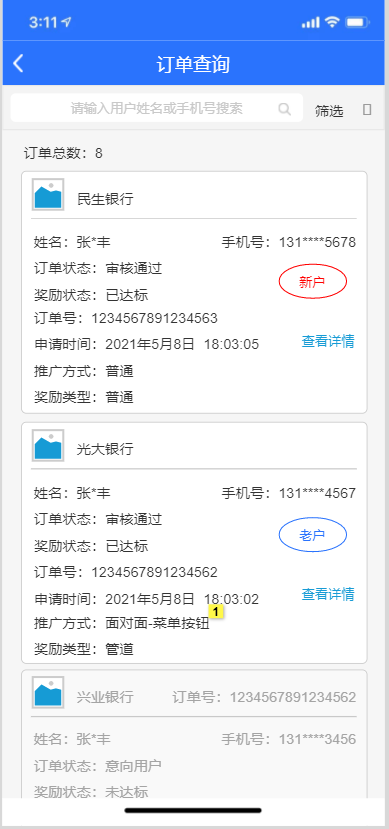 3:11
订单查询
请输入用户姓名或手机号搜索 筛选
订单总数：8
民生银行
姓名：张*丰 手机号：131****5678
订单状态：审核通过
新户
奖励状态：已达标
订单号：1234567891234563
申请时间：2021年5月8日 18:03:05 查看详情
推广方式：普通
奖励类型：普通
光大银行
姓名：张*丰 手机号：131****4567
订单状态：审核通过
老户
奖励状态：已达标
订单号：1234567891234562
申请时间：2021年5月8日 18:03:02 查看详情
1
推广方式：面对面-菜单按钮
奖励类型：管道
兴业银行 订单号：1234567891234562
姓名：张*丰 手机号：131****3456
订单状态：意向用户
奖励状态：未达标